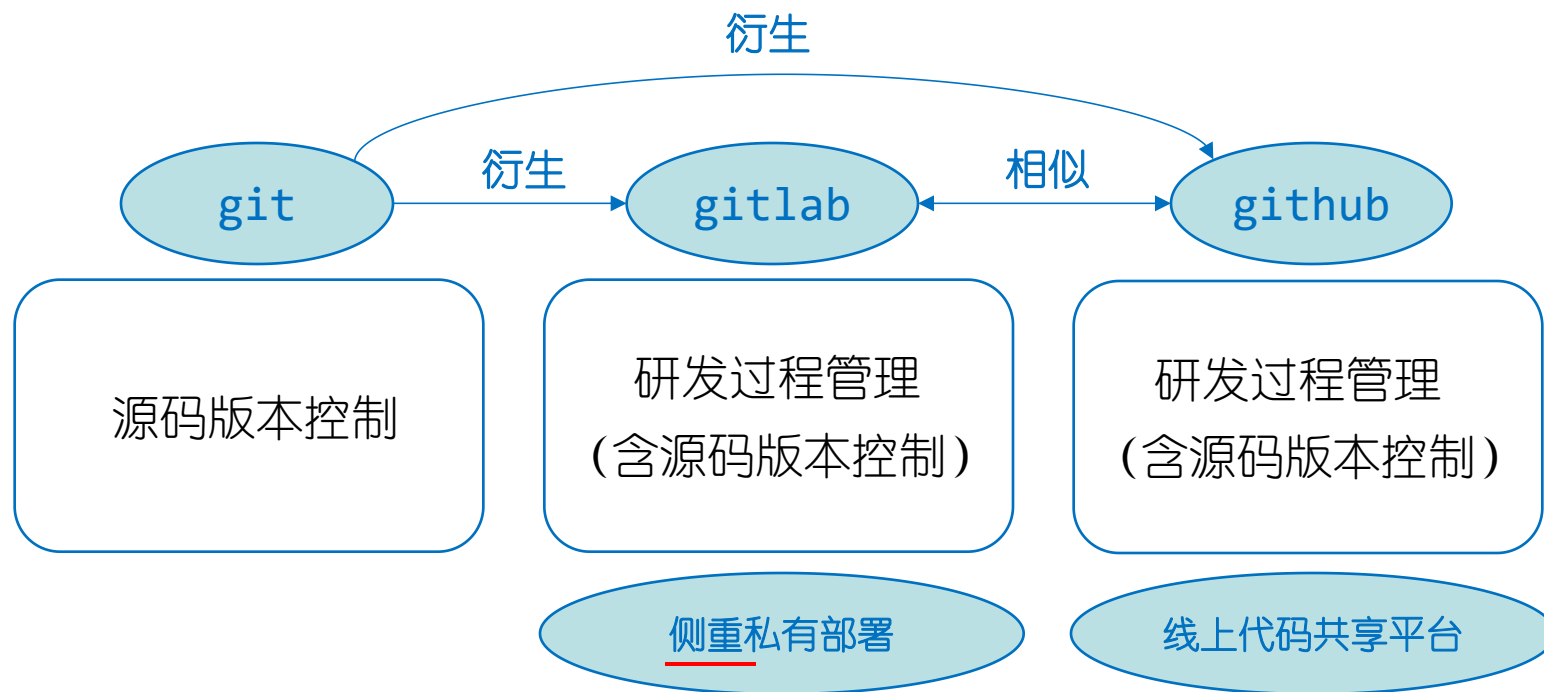 衍生
衍生
相似
git
gitlab
github
源码版本控制
研发过程管理
(含源码版本控制)
研发过程管理
(含源码版本控制)
侧重私有部署
线上代码共享平台